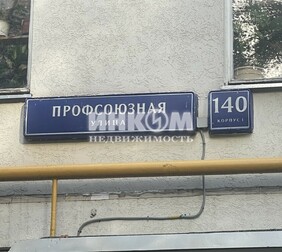 ПРОФСОЮЗНАЯ
УЛИЦА
140
КОРПУС 1
ИНКОМ
НЕДВИЖИМОСТЬ